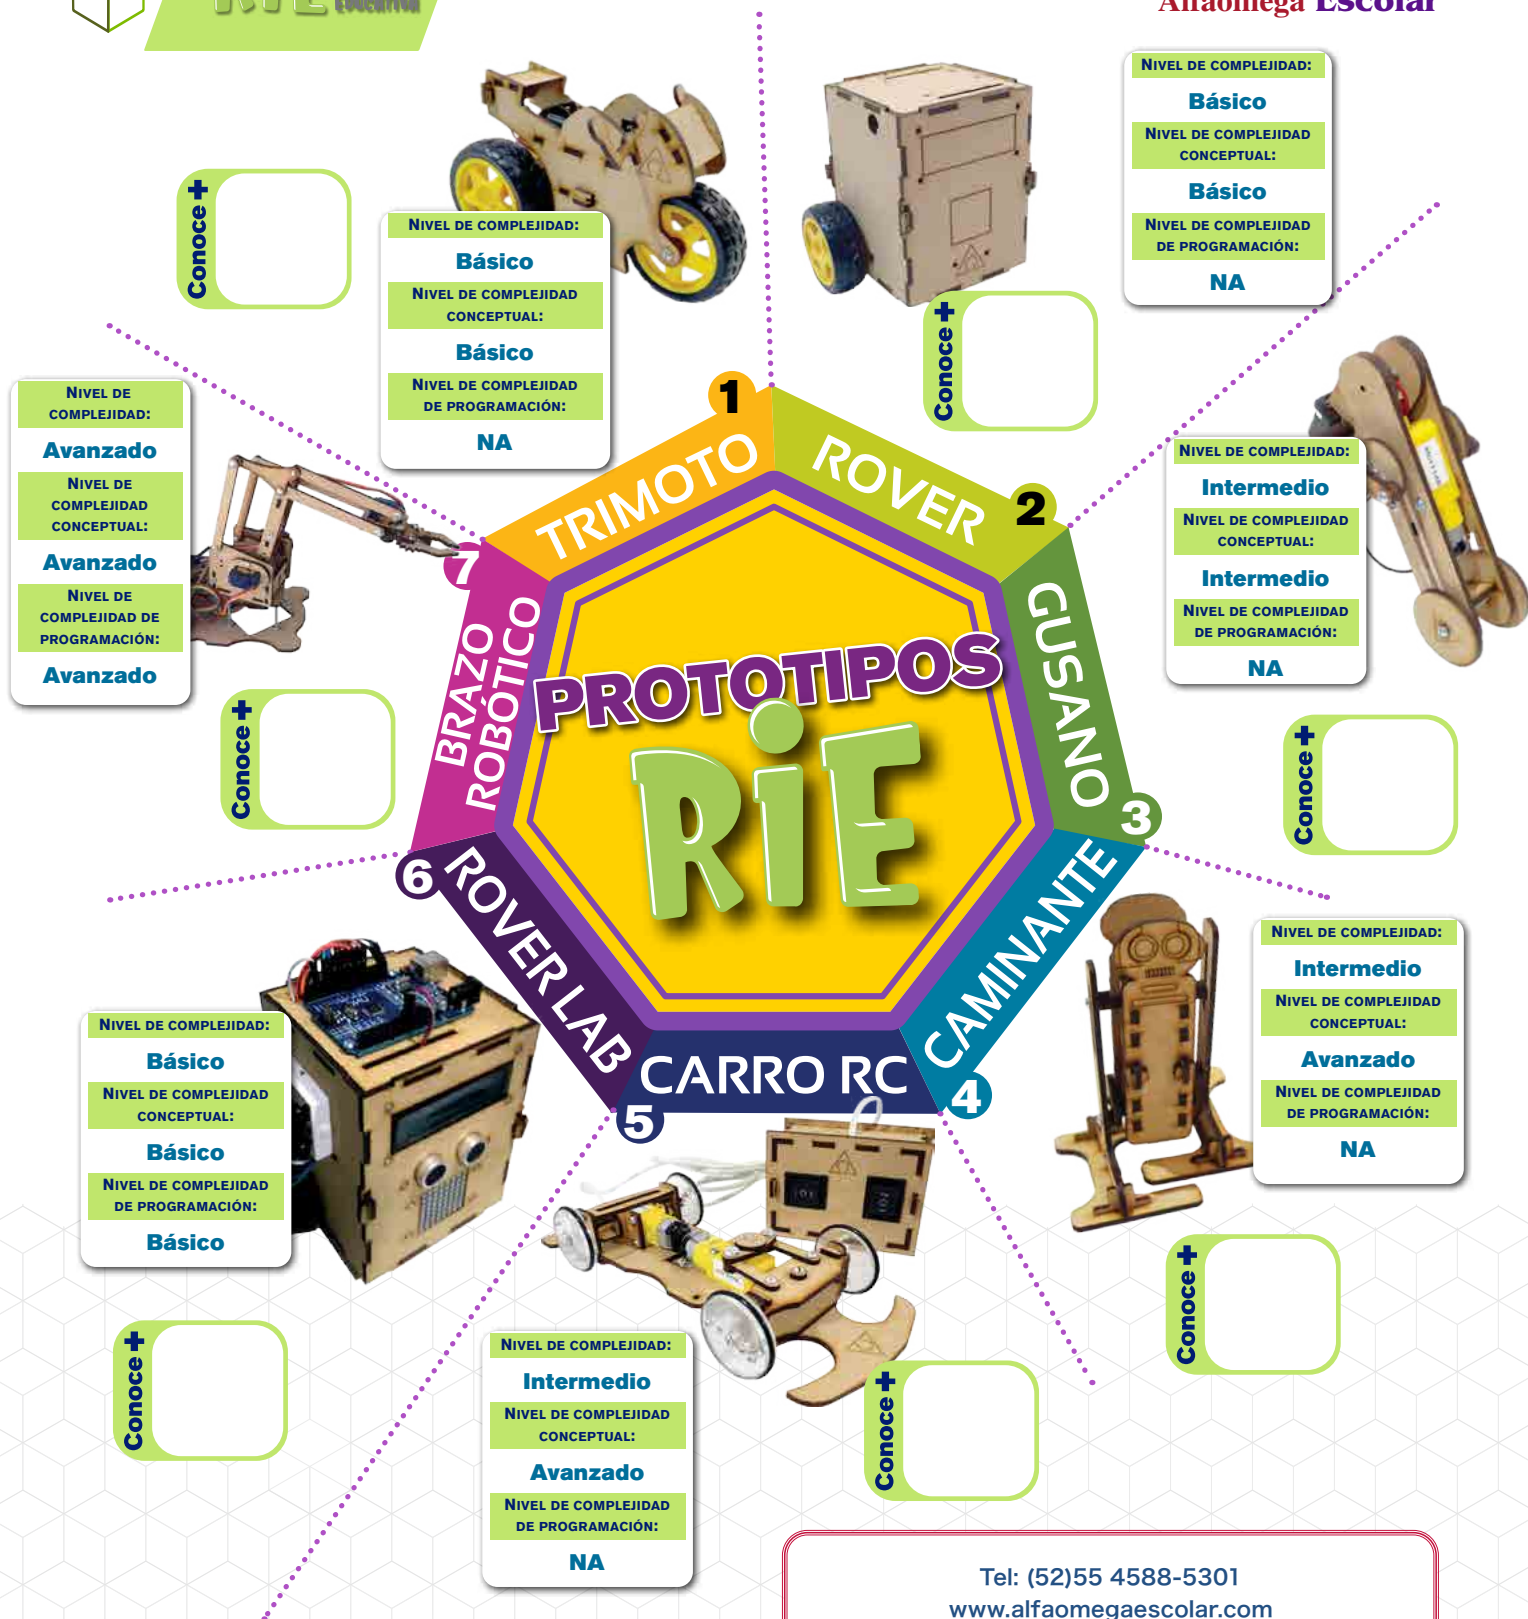 RIE
Educativa
Alfaomega Escolar
Conoce+
NIVEL DE COMPLEJIDAD:
Básico
NIVEL DE COMPLEJIDAD
CONCEPTUAL:
Básico
NIVEL DE COMPLEJIDAD
DE PROGRAMACIÓN:
NA
1
TRIMOTO
NIVEL DE COMPLEJIDAD:
Básico
NIVEL DE COMPLEJIDAD
CONCEPTUAL:
Básico
NIVEL DE COMPLEJIDAD
DE PROGRAMACIÓN:
NA
Conoce+
ROVER
2
NIVEL DE COMPLEJIDAD:
Intermedio
NIVEL DE COMPLEJIDAD
CONCEPTUAL:
Intermedio
NIVEL DE COMPLEJIDAD
DE PROGRAMACIÓN:
NA
Conoce+
GUSANO
3
NIVEL DE
COMPLEJIDAD:
Avanzado
NIVEL DE
COMPLEJIDAD
CONCEPTUAL:
Avanzado
NIVEL DE
COMPLEJIDAD DE
PROGRAMACIÓN:
Avanzado
Conoce+
7
BRAZO
ROBÓTICO
PROTOTIPOS
RiE
CAMINANTE
4
NIVEL DE COMPLEJIDAD:
Intermedio
NIVEL DE COMPLEJIDAD
CONCEPTUAL:
Avanzado
NIVEL DE COMPLEJIDAD
DE PROGRAMACIÓN:
NA
Conoce+
6
ROVER LAB
NIVEL DE COMPLEJIDAD:
Básico
NIVEL DE COMPLEJIDAD
CONCEPTUAL:
Básico
NIVEL DE COMPLEJIDAD
DE PROGRAMACIÓN:
Básico
Conoce+
CARRO RC
5
NIVEL DE COMPLEJIDAD:
Intermedio
NIVEL DE COMPLEJIDAD
CONCEPTUAL:
Avanzado
NIVEL DE COMPLEJIDAD
DE PROGRAMACIÓN:
NA
Conoce+
Tel: (52)55 4588-5301
www.alfaomegaescolar.com